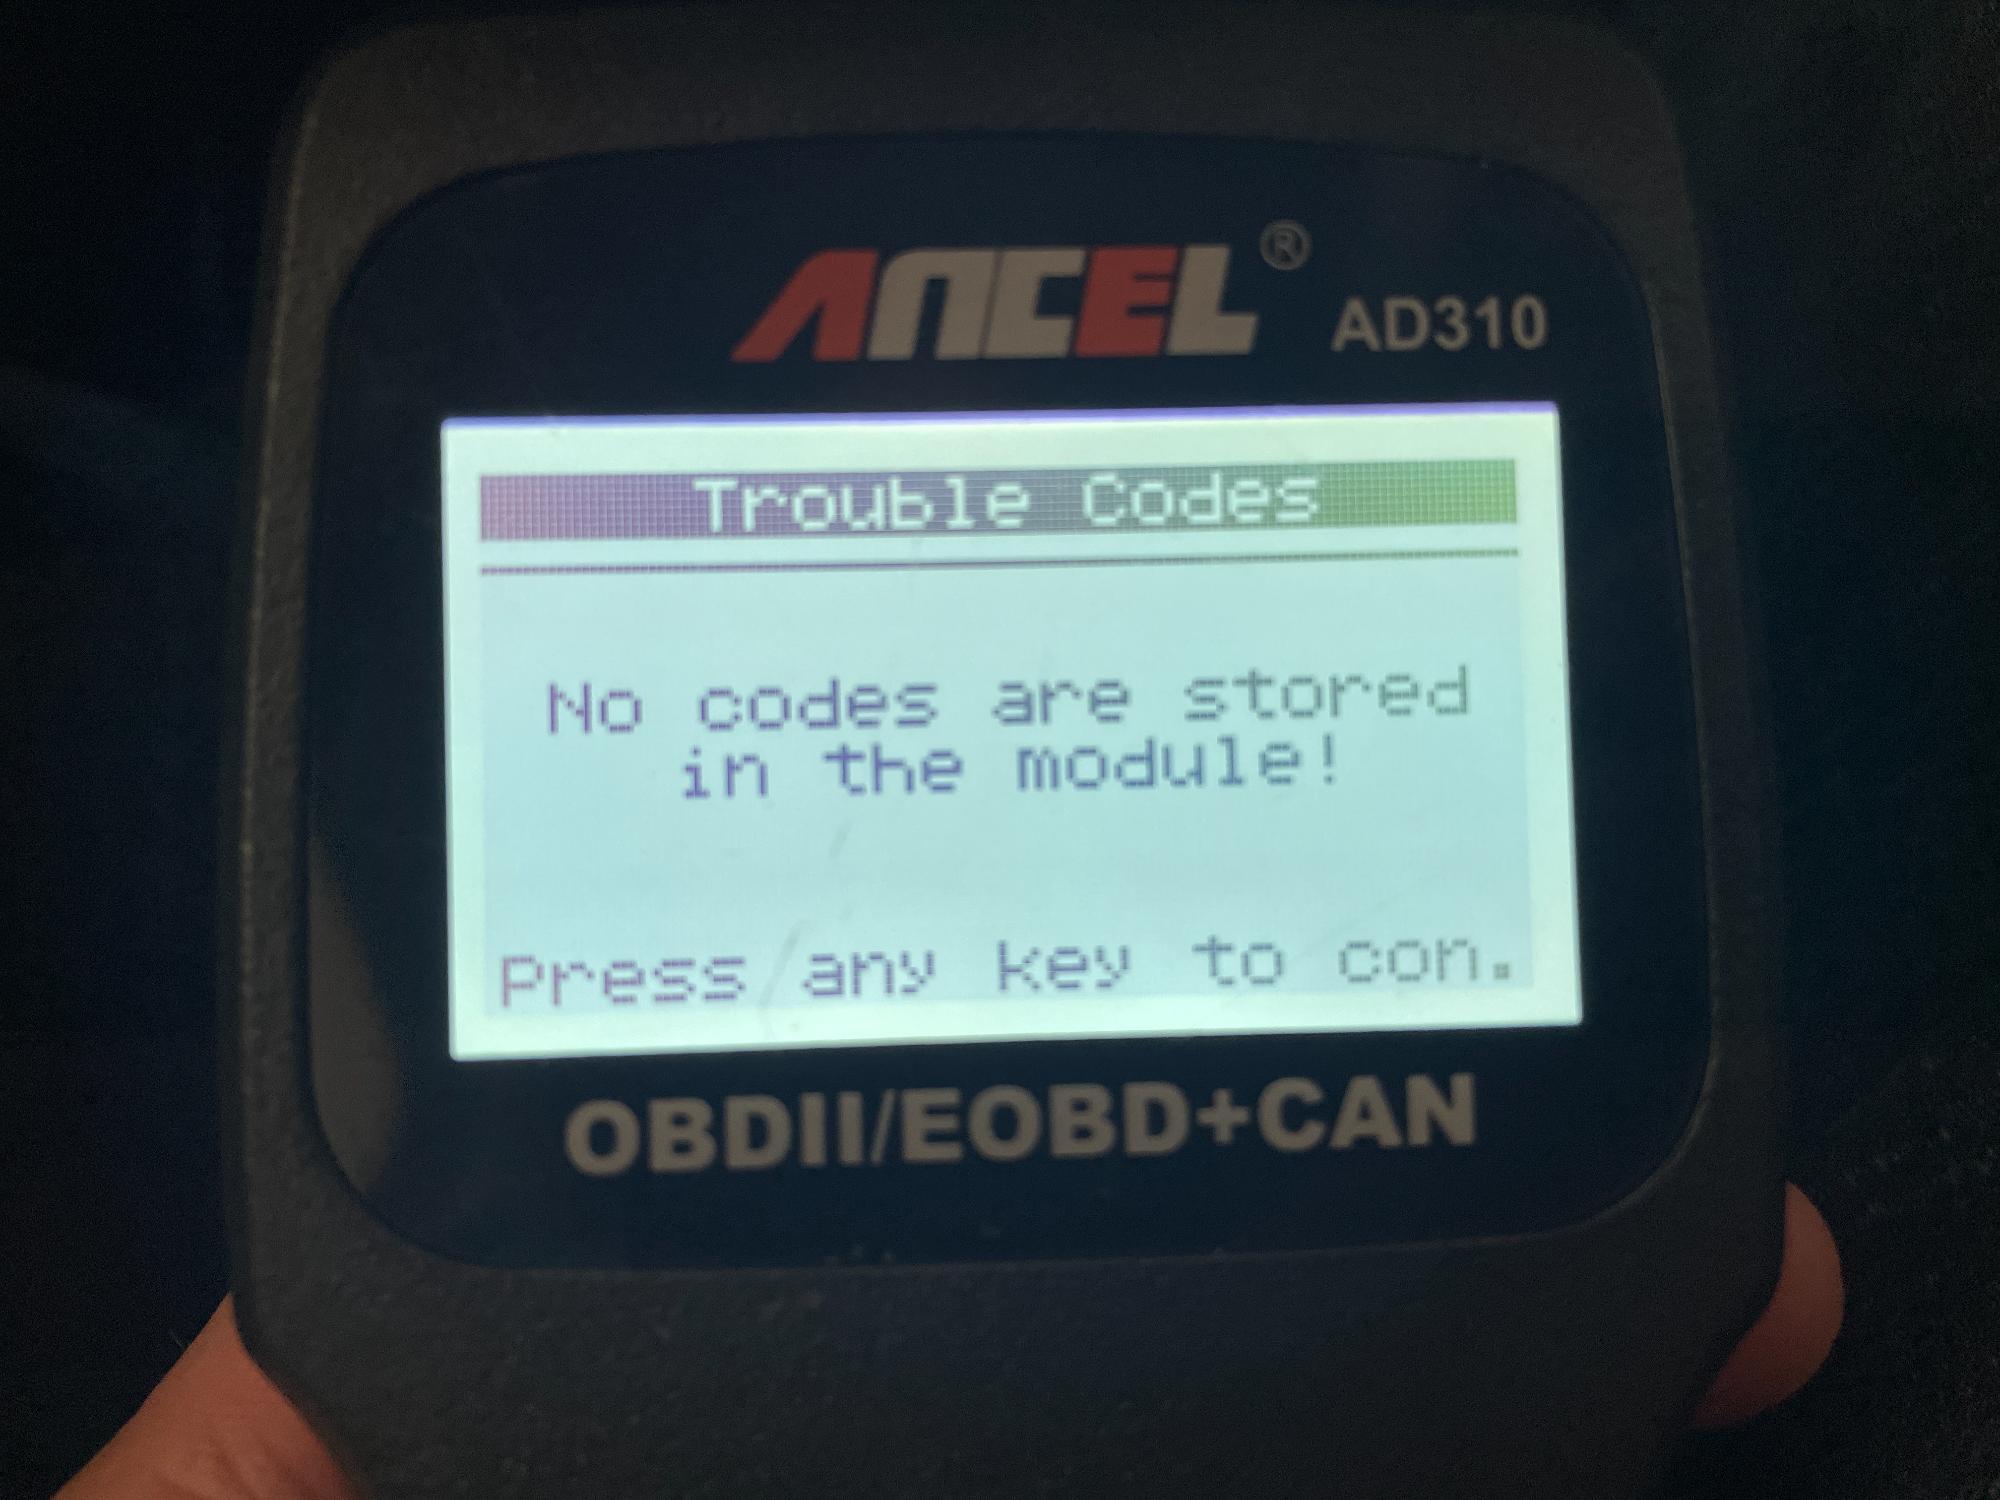 ANCEL® AD310
Trouble Codes
No codes are stored
in the module!
Press any key to con.
OBDII/EOBD+CAN